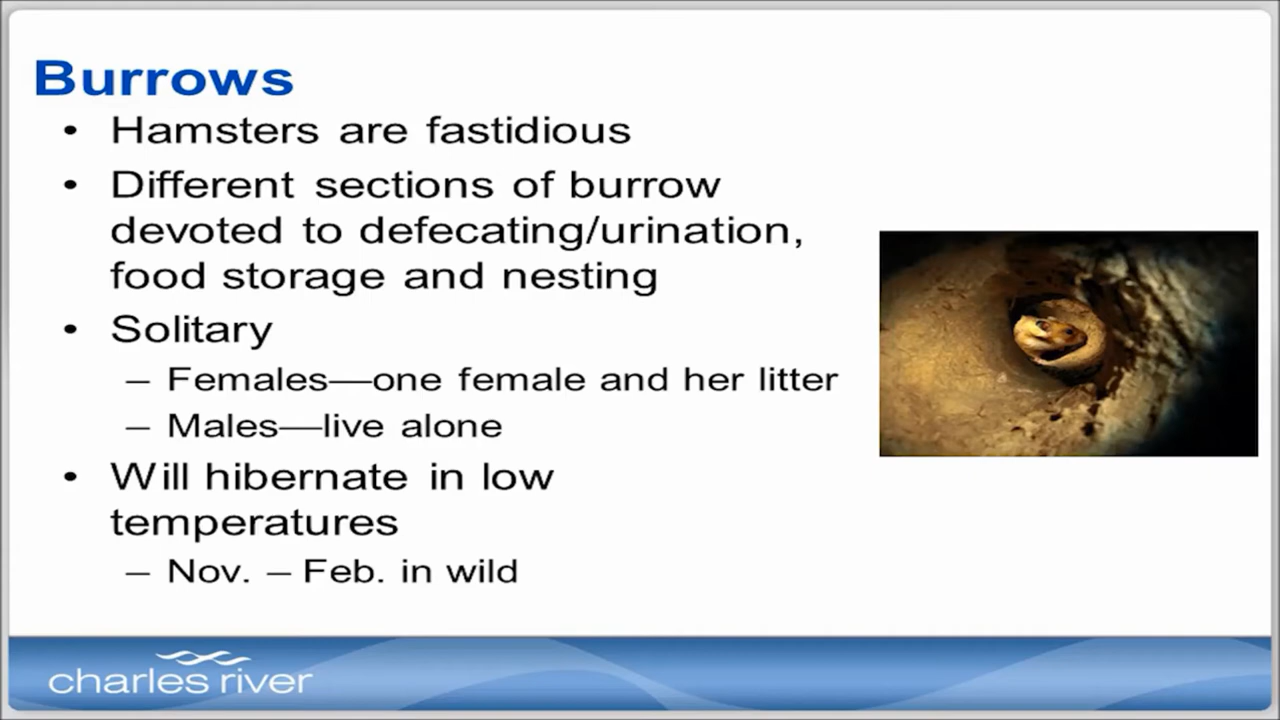 Burrows
• Hamsters are fastidious
• Different sections of burrow
devoted to defecating/urination,
food storage and nesting
• Solitary
– Females—one female and her litter
– Males—live alone
• Will hibernate in low
temperatures
– Nov. – Feb. in wild
charles river